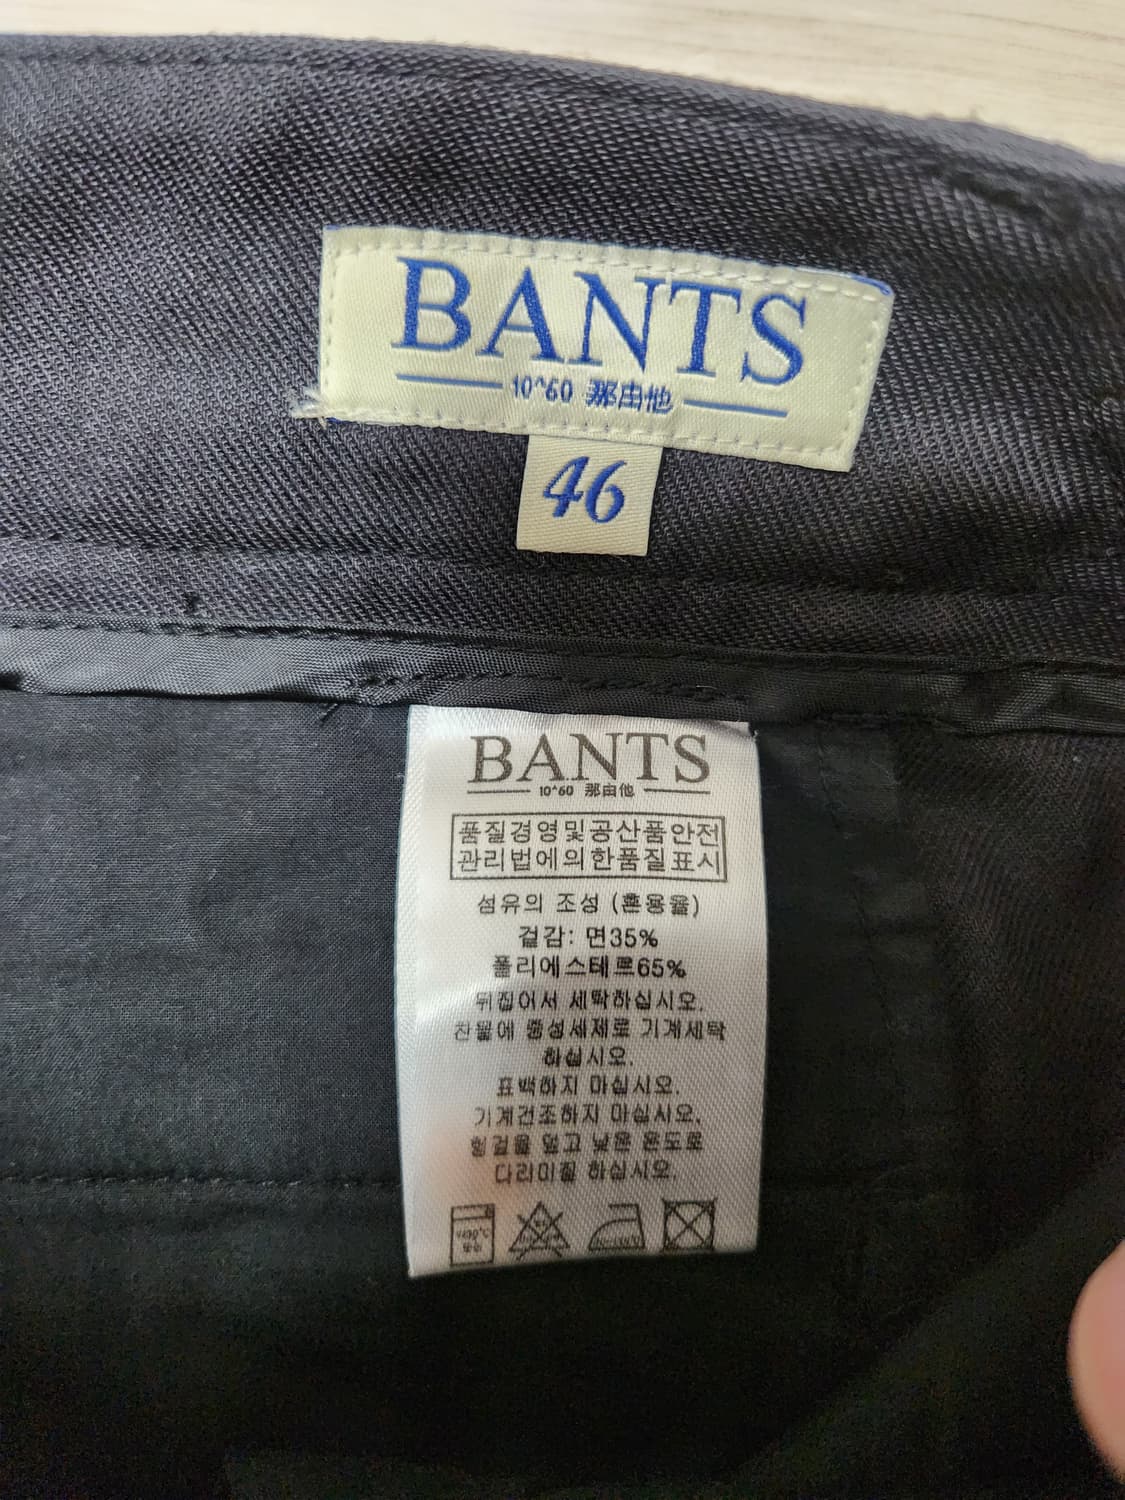 BANTS
10^60 那由他
46
BANTS
10^60 那由他
품질경영및공산품안전
관리법에의한품질표시
섬유의 조성 (혼용율)
겉감: 면35%
폴리에스테르65%
뒤집어서 세탁하십시오.
찬물에 중성세제로 기계세탁
하십시오.
표백하지 마십시오.
기계건조하지 마십시오.
헝겊을 덮고 낮은 온도로
다리미질 하십시오.